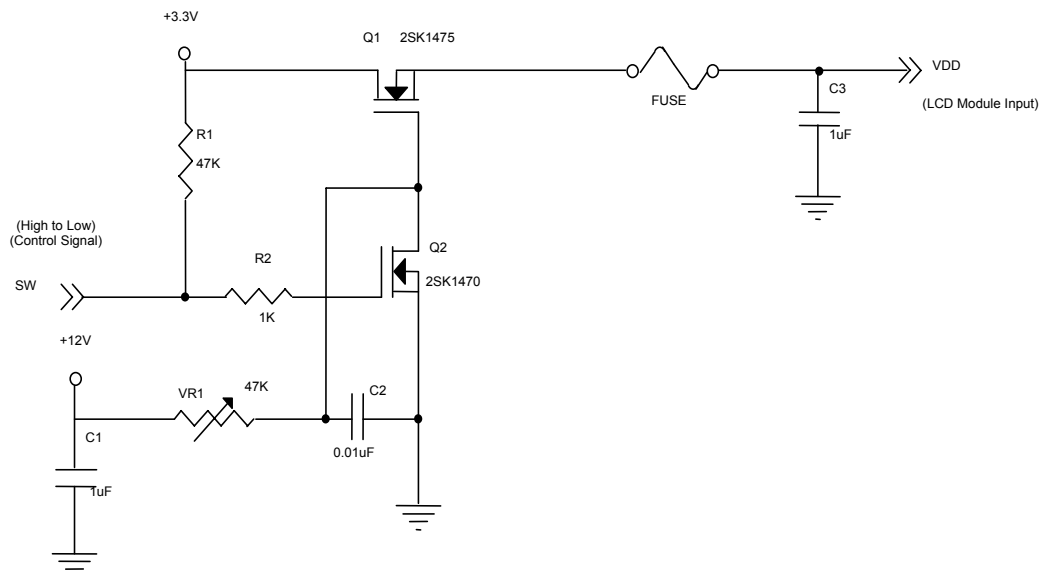 +3.3V
Q1 2SK1475
VDD
FUSE
C3
(LCD Module Input)
1uF
R1
47K
(High to Low)
(Control Signal)
Q2
R2
2SK1470
SW
1K
+12V
VR1
47K
C2
C1
0.01uF
1uF